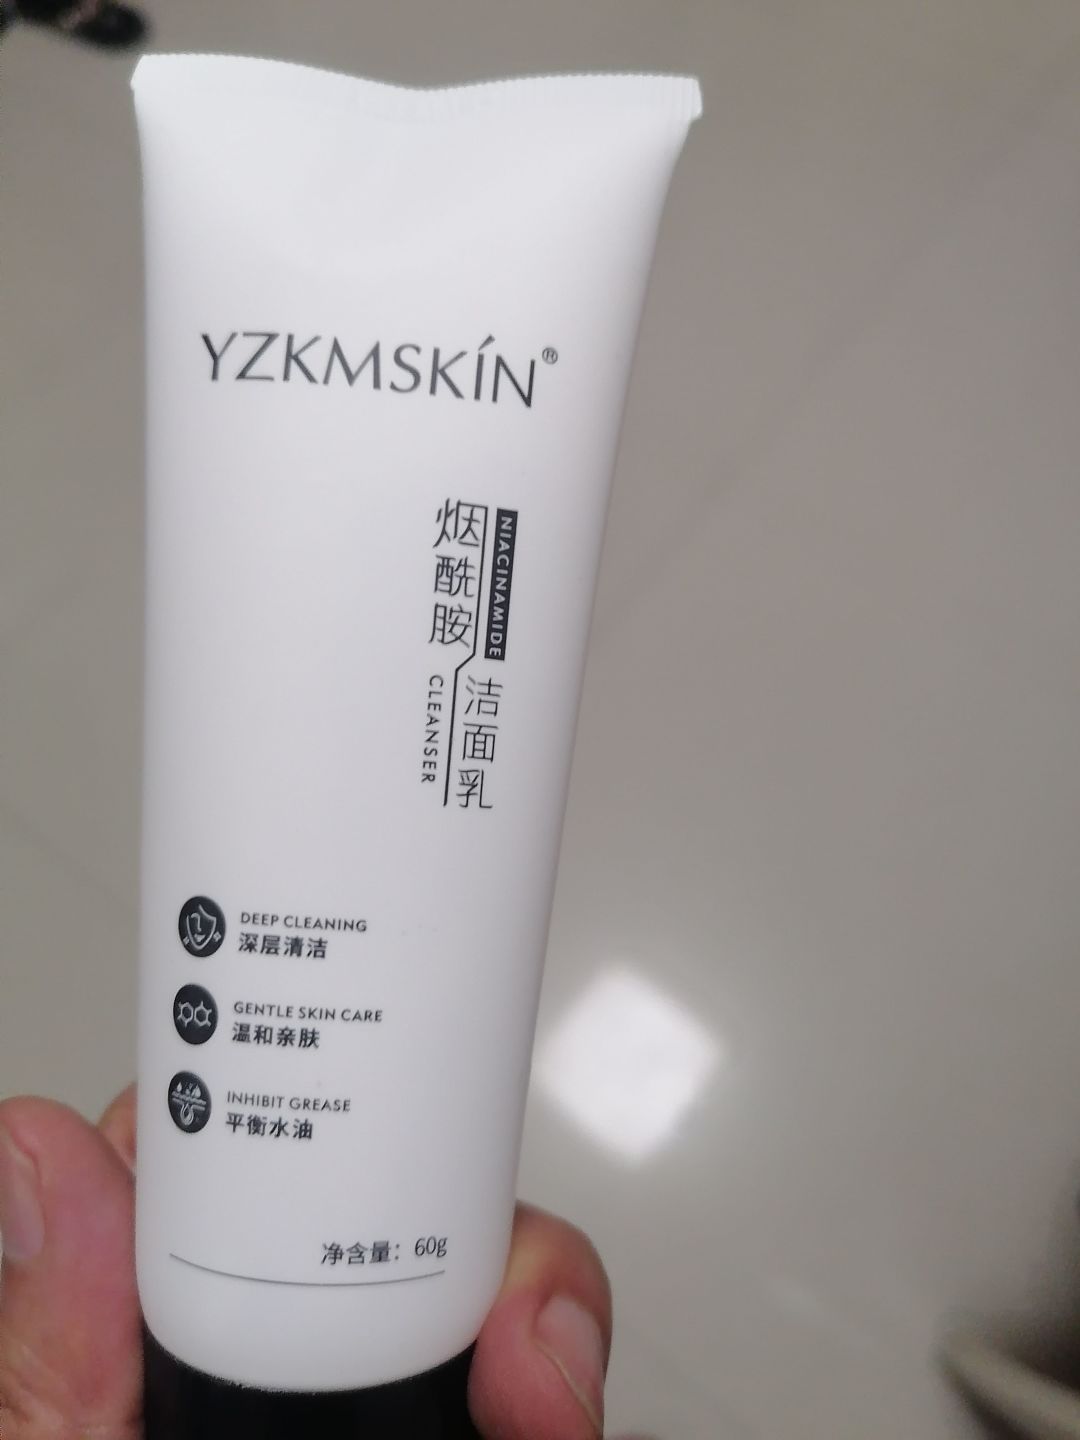 YZKMSKÍN®
烟酰胺
NIACINAMIDE
洁面乳
CLEANSER
DEEP CLEANING
深层清洁
GENTLE SKIN CARE
温和亲肤
INHIBIT GREASE
平衡水油
净含量：60g